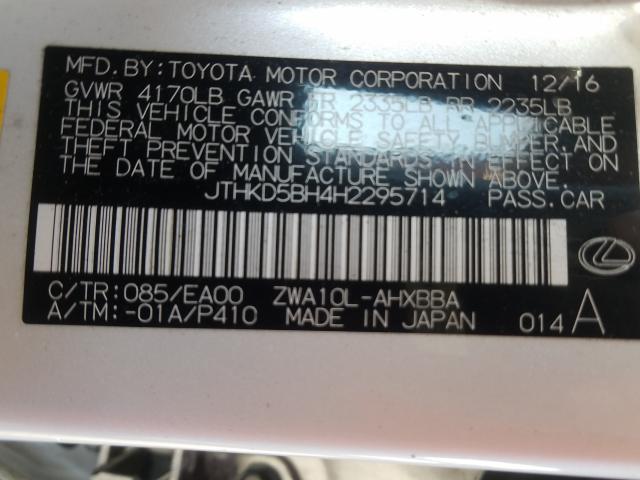 MFD. BY: TOYOTA MOTOR CORPORATION 12/16
GVWR 4170LB GAWR FR 2335LB RR 2235LB
THIS VEHICLE CONFORMS TO ALL APPLICABLE
FEDERAL MOTOR VEHICLE SAFETY, BUMPER, AND
THEFT PREVENTION STANDARDS IN EFFECT ON
THE DATE OF MANUFACTURE SHOWN ABOVE.
JTHKD5BH4H2295714 PASS.CAR
C/TR: 085/EA00 ZWA10L-AHXBBA
A/TM: -01A/P410 MADE IN JAPAN 014 A